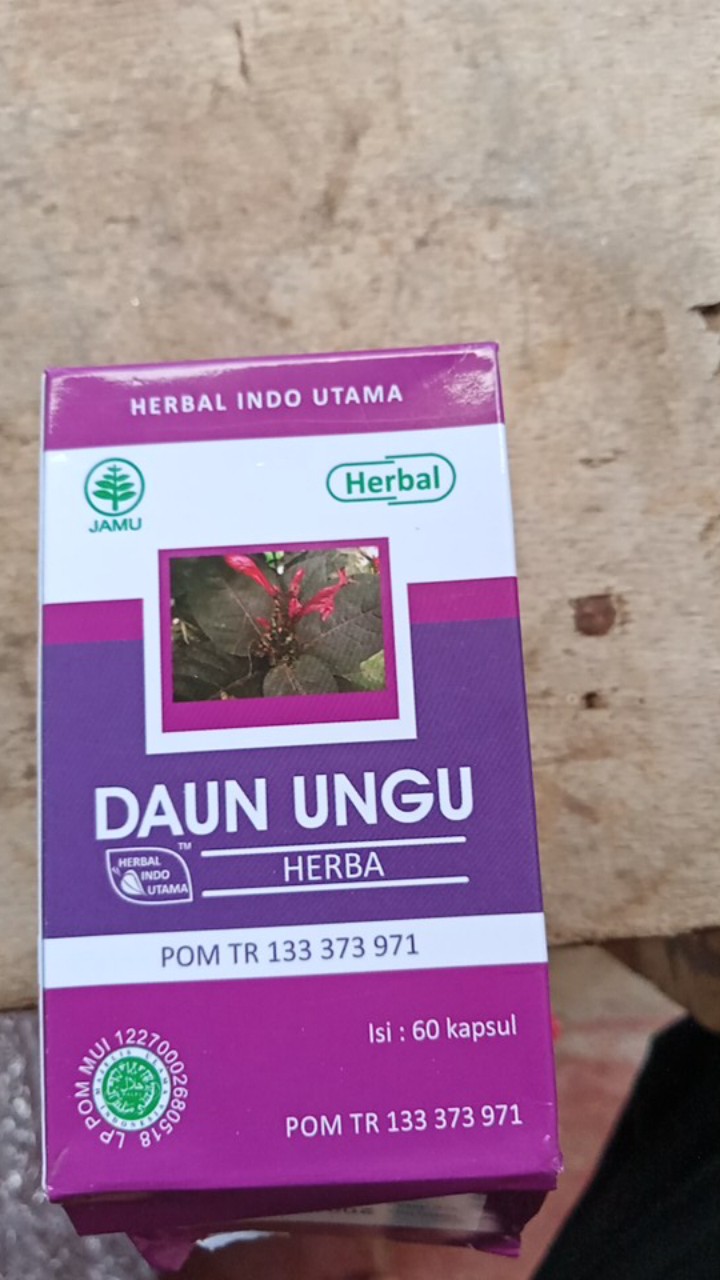 HERBAL INDO UTAMA
JAMU
Herbal
DAUN UNGU
HERBAL
INDO
UTAMA
TM
HERBA
POM TR 133 373 971
Isi : 60 kapsul
LP POM MUI 12270002680518
POM TR 133 373 971